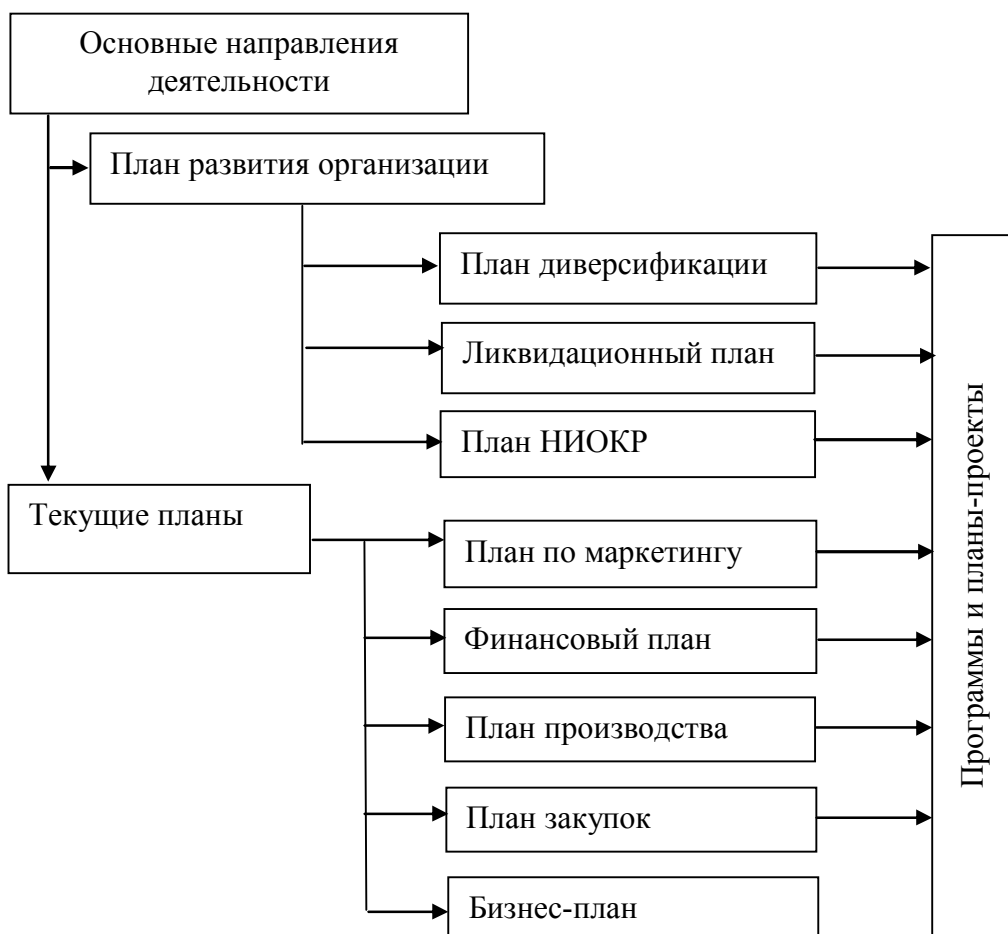 Основные направления
деятельности
План развития организации
План диверсификации
Ликвидационный план
План НИОКР
Текущие планы
План по маркетингу
Финансовый план
План производства
План закупок
Бизнес-план
Программы и планы-проекты